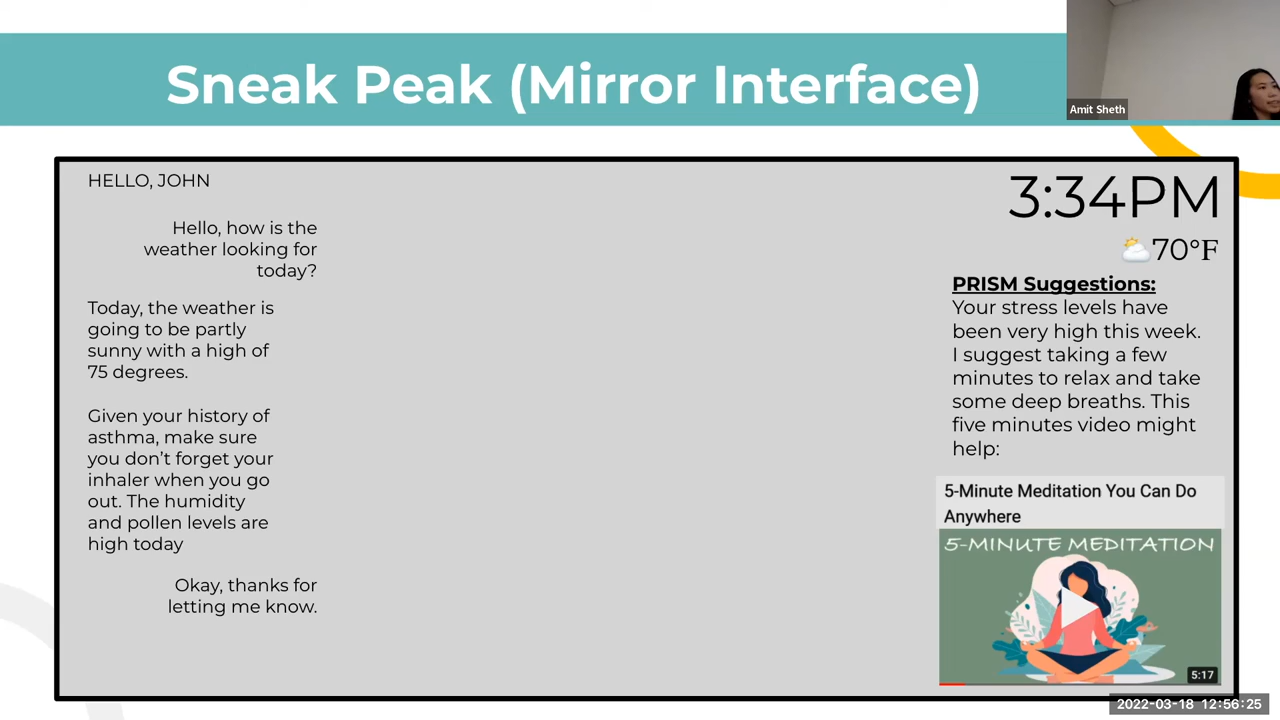 Sneak Peak (Mirror Interface)
Amit Sheth
HELLO, JOHN
Hello, how is the
weather looking for
today?
Today, the weather is
going to be partly
sunny with a high of
75 degrees.
Given your history of
asthma, make sure
you don’t forget your
inhaler when you go
out. The humidity
and pollen levels are
high today
Okay, thanks for
letting me know.
3:34PM
70°F
PRISM Suggestions:
Your stress levels have
been very high this week.
I suggest taking a few
minutes to relax and take
some deep breaths. This
five minutes video might
help:
5-Minute Meditation You Can Do
Anywhere
5-MINUTE MEDITATION
5:17
2022-03-18 12:56:25